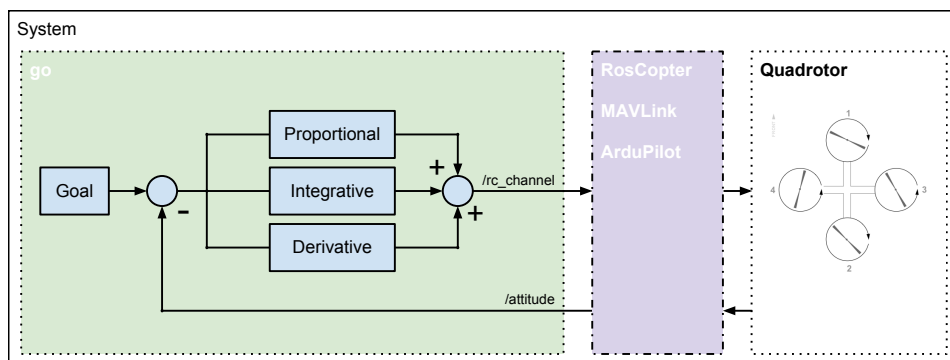 System
go
RosCopter
MAVLink
ArduPilot
Quadrotor
Proportional
Goal
Integrative
Derivative
-
+
+
/rc_channel
/attitude
1
4
3
2